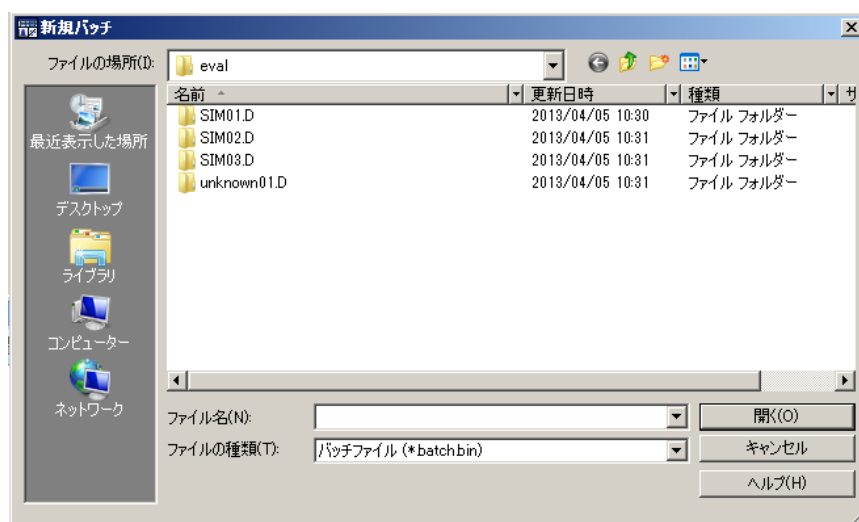 新規バッチ
ファイルの場所(I): eval
名前 更新日時 種類 サ
SIM01.D 2013/04/05 10:30 ファイル フォルダー
SIM02.D 2013/04/05 10:31 ファイル フォルダー
SIM03.D 2013/04/05 10:31 ファイル フォルダー
unknown01.D 2013/04/05 10:31 ファイル フォルダー
最近表示した場所
デスクトップ
ライブラリ
コンピューター
ネットワーク
ファイル名(N): 開く(O)
ファイルの種類(T): バッチファイル (*.batch.bin) キャンセル
ヘルプ(H)